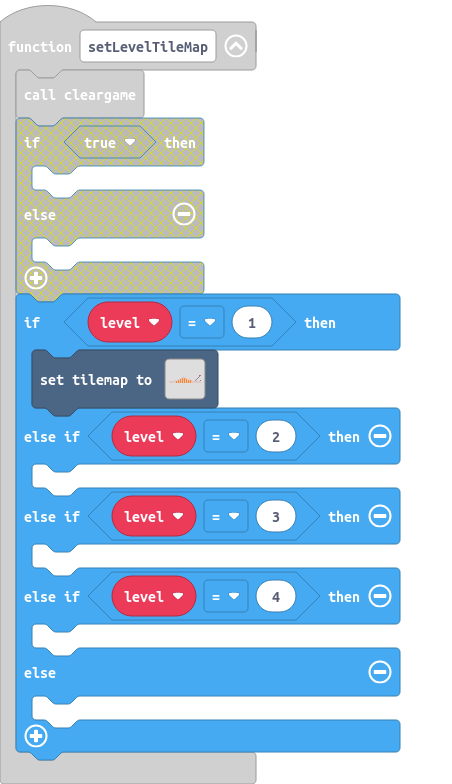 function setLevelTileMap
call cleargame
if true then
else
if level = 1 then
set tilemap to
else if level = 2 then
else if level = 3 then
else if level = 4 then
else